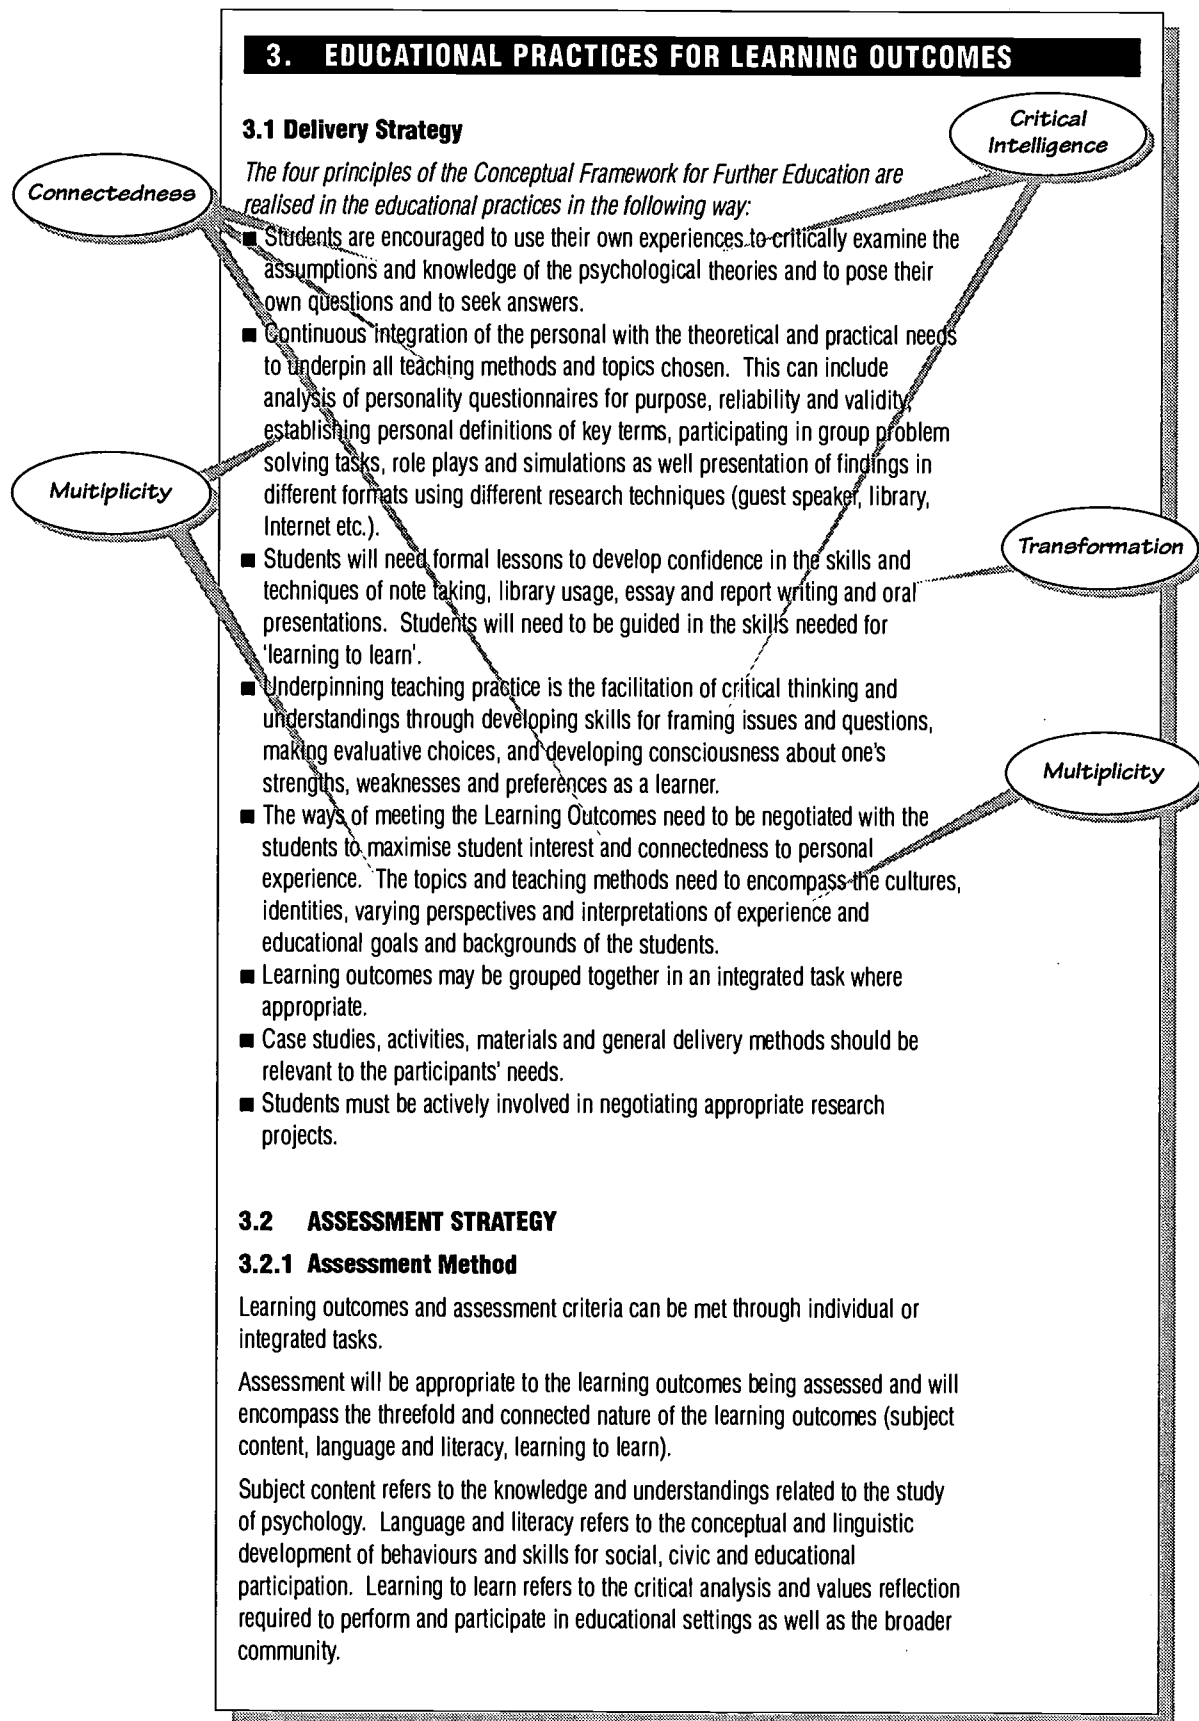 3. EDUCATIONAL PRACTICES FOR LEARNING OUTCOMES
3.1 Delivery Strategy
Critical
Intelligence
Connectedness
The four principles of the Conceptual Framework for Further Education are
realised in the educational practices in the following way:
■ Students are encouraged to use their own experiences to critically examine the
assumptions and knowledge of the psychological theories and to pose their
own questions and to seek answers.
■ Continuous integration of the personal with the theoretical and practical needs
to underpin all teaching methods and topics chosen. This can include
analysis of personality questionnaires for purpose, reliability and validity,
establishing personal definitions of key terms, participating in group problem
solving tasks, role plays and simulations as well presentation of findings in
different formats using different research techniques (guest speaker, library,
Internet etc.).
Muitiplicity
■ Students will need formal lessons to develop confidence in the skills and
techniques of note taking, library usage, essay and report writing and oral
presentations. Students will need to be guided in the skills needed for
'learning to learn'.
Transformation
■ Underpinning teaching practice is the facilitation of critical thinking and
understandings through developing skills for framing issues and questions,
making evaluative choices, and developing consciousness about one's
strengths, weaknesses and preferences as a learner.
Multiplicity
■ The ways of meeting the Learning Outcomes need to be negotiated with the
students to maximise student interest and connectedness to personal
experience. The topics and teaching methods need to encompass the cultures,
identities, varying perspectives and interpretations of experience and
educational goals and backgrounds of the students.
■ Learning outcomes may be grouped together in an integrated task where
appropriate.
■ Case studies, activities, materials and general delivery methods should be
relevant to the participants' needs.
■ Students must be actively involved in negotiating appropriate research
projects.
3.2 ASSESSMENT STRATEGY
3.2.1 Assessment Method
Learning outcomes and assessment criteria can be met through individual or
integrated tasks.
Assessment will be appropriate to the learning outcomes being assessed and will
encompass the threefold and connected nature of the learning outcomes (subject
content, language and literacy, learning to learn).
Subject content refers to the knowledge and understandings related to the study
of psychology. Language and literacy refers to the conceptual and linguistic
development of behaviours and skills for social, civic and educational
participation. Learning to learn refers to the critical analysis and values reflection
required to perform and participate in educational settings as well as the broader
community.